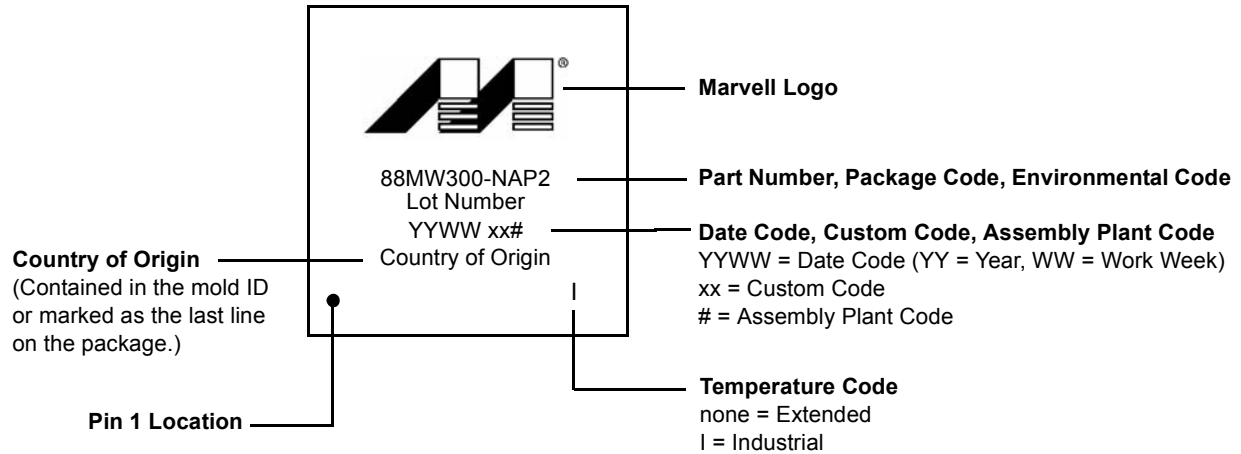 ®
Marvell Logo
88MW300-NAP2
Part Number, Package Code, Environmental Code
Lot Number
YYWW xx#
Date Code, Custom Code, Assembly Plant Code
YYWW = Date Code (YY = Year, WW = Work Week)
xx = Custom Code
# = Assembly Plant Code
Country of Origin
Country of Origin
(Contained in the mold ID
or marked as the last line
on the package.)
I
Pin 1 Location
Temperature Code
none = Extended
I = Industrial